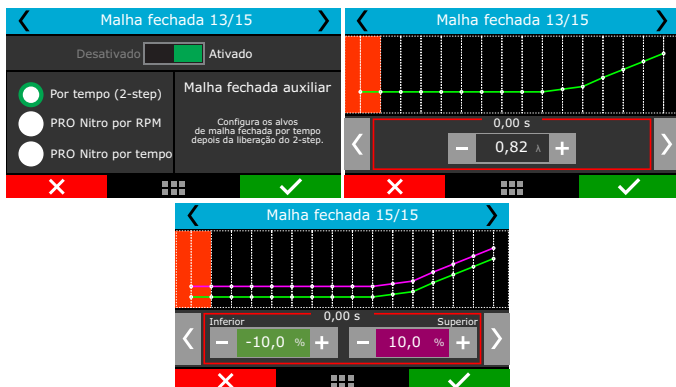 Malha fechada 13/15
Desativado
Ativado
Por tempo (2-step)
PRO Nitro por RPM
PRO Nitro por tempo
Malha fechada auxiliar
Configura os alvos
de malha fechada por tempo
depois da liberação do 2-step.
Malha fechada 13/15
0,00 s
− 0,82 λ +
Malha fechada 15/15
0,00 s
Inferior
Superior
− -10,0 % +
− 10,0 % +